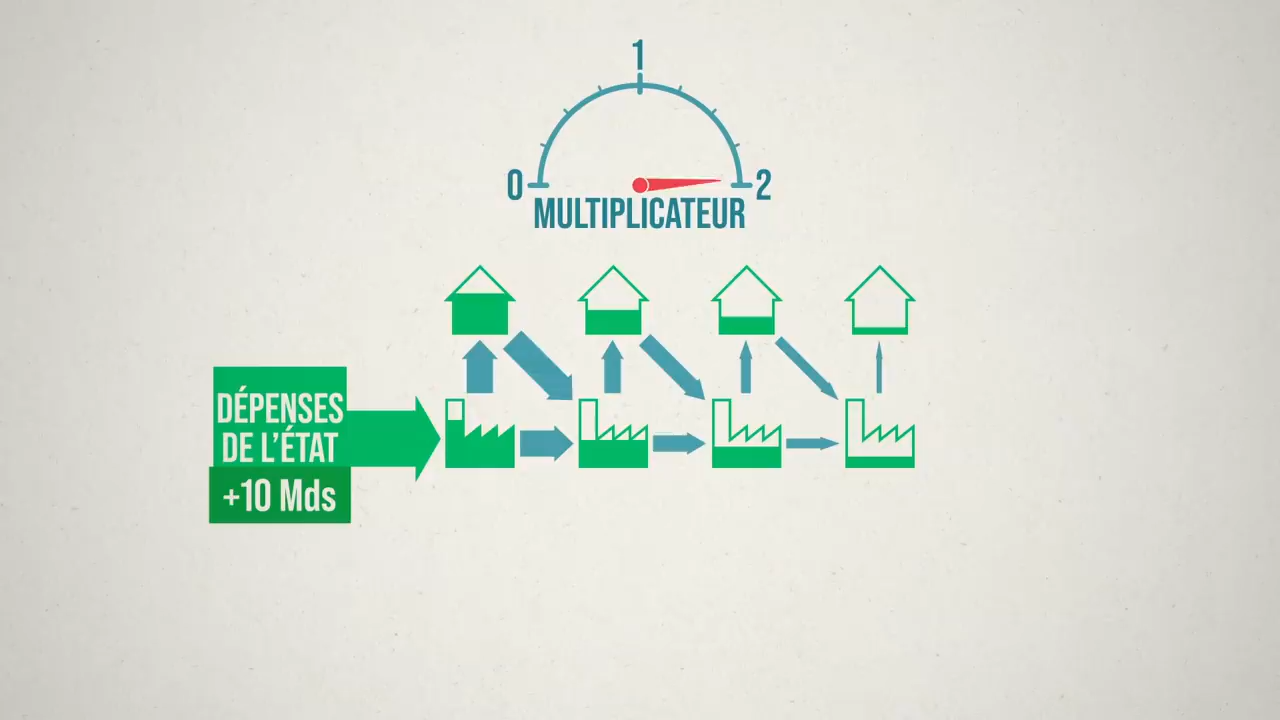 1
0
2
MULTIPLICATEUR
DÉPENSES
DE L'ÉTAT
+10 Mds